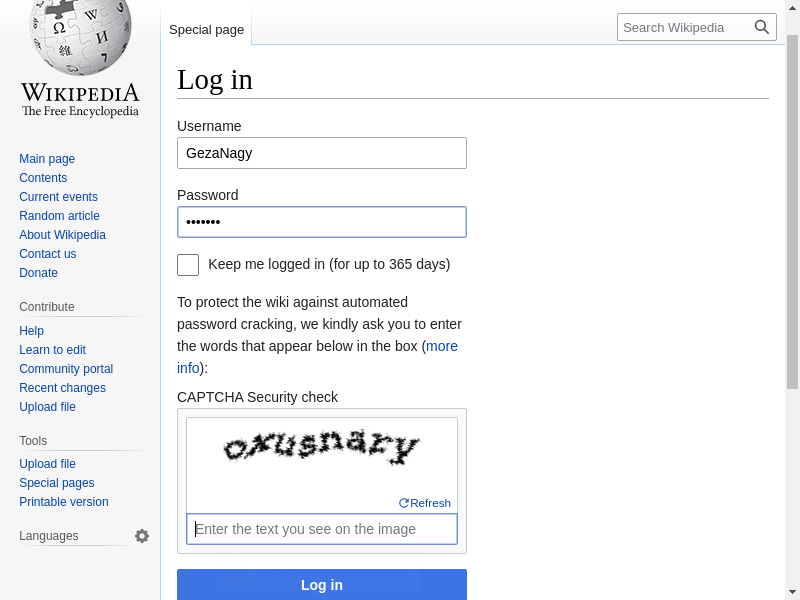 WIKIPEDIA
The Free Encyclopedia
Main page
Contents
Current events
Random article
About Wikipedia
Contact us
Donate
Contribute
Help
Learn to edit
Community portal
Recent changes
Upload file
Tools
Upload file
Special pages
Printable version
Languages
Special page
Search Wikipedia
Log in
Username
GezaNagy
Password
•••••••
Keep me logged in (for up to 365 days)
To protect the wiki against automated
password cracking, we kindly ask you to enter
the words that appear below in the box (more
info):
CAPTCHA Security check
Refresh
Enter the text you see on the image
Log in